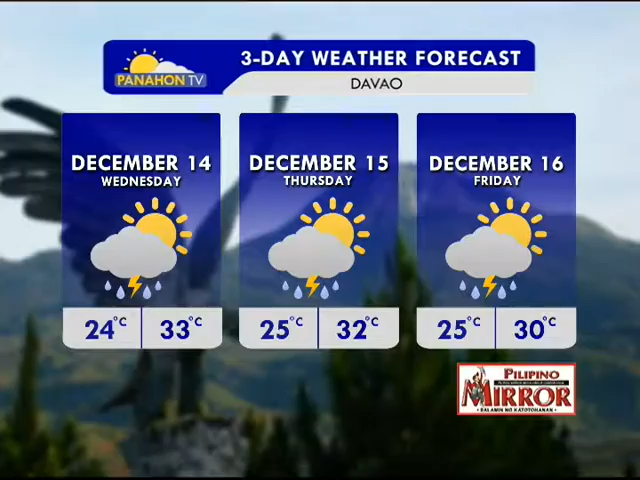 3-DAY WEATHER FORECAST
PANAHON TV
DAVAO
DECEMBER 14
WEDNESDAY
24°C
33°C
DECEMBER 15
THURSDAY
25°C
32°C
DECEMBER 16
FRIDAY
25°C
30°C
PILIPINO
MIRROR
• SALAMIN NG KATOTOHANAN •